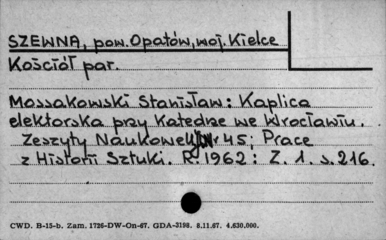 SZEWNA, pow. Opatów, woj. Kielce
Kościół par.
Mossakowski Stanisław: Kaplica
elektorska przy Katedrze we Wrocławiu.
Zeszyty Naukowe Nr 45; Prace
z Historii Sztuki. R. 1962: Z. 1. s. 216.
CWD. B-15-b. Zam. 1726-DW-On-67. GDA-3198. 8.11.67. 4.630.000.